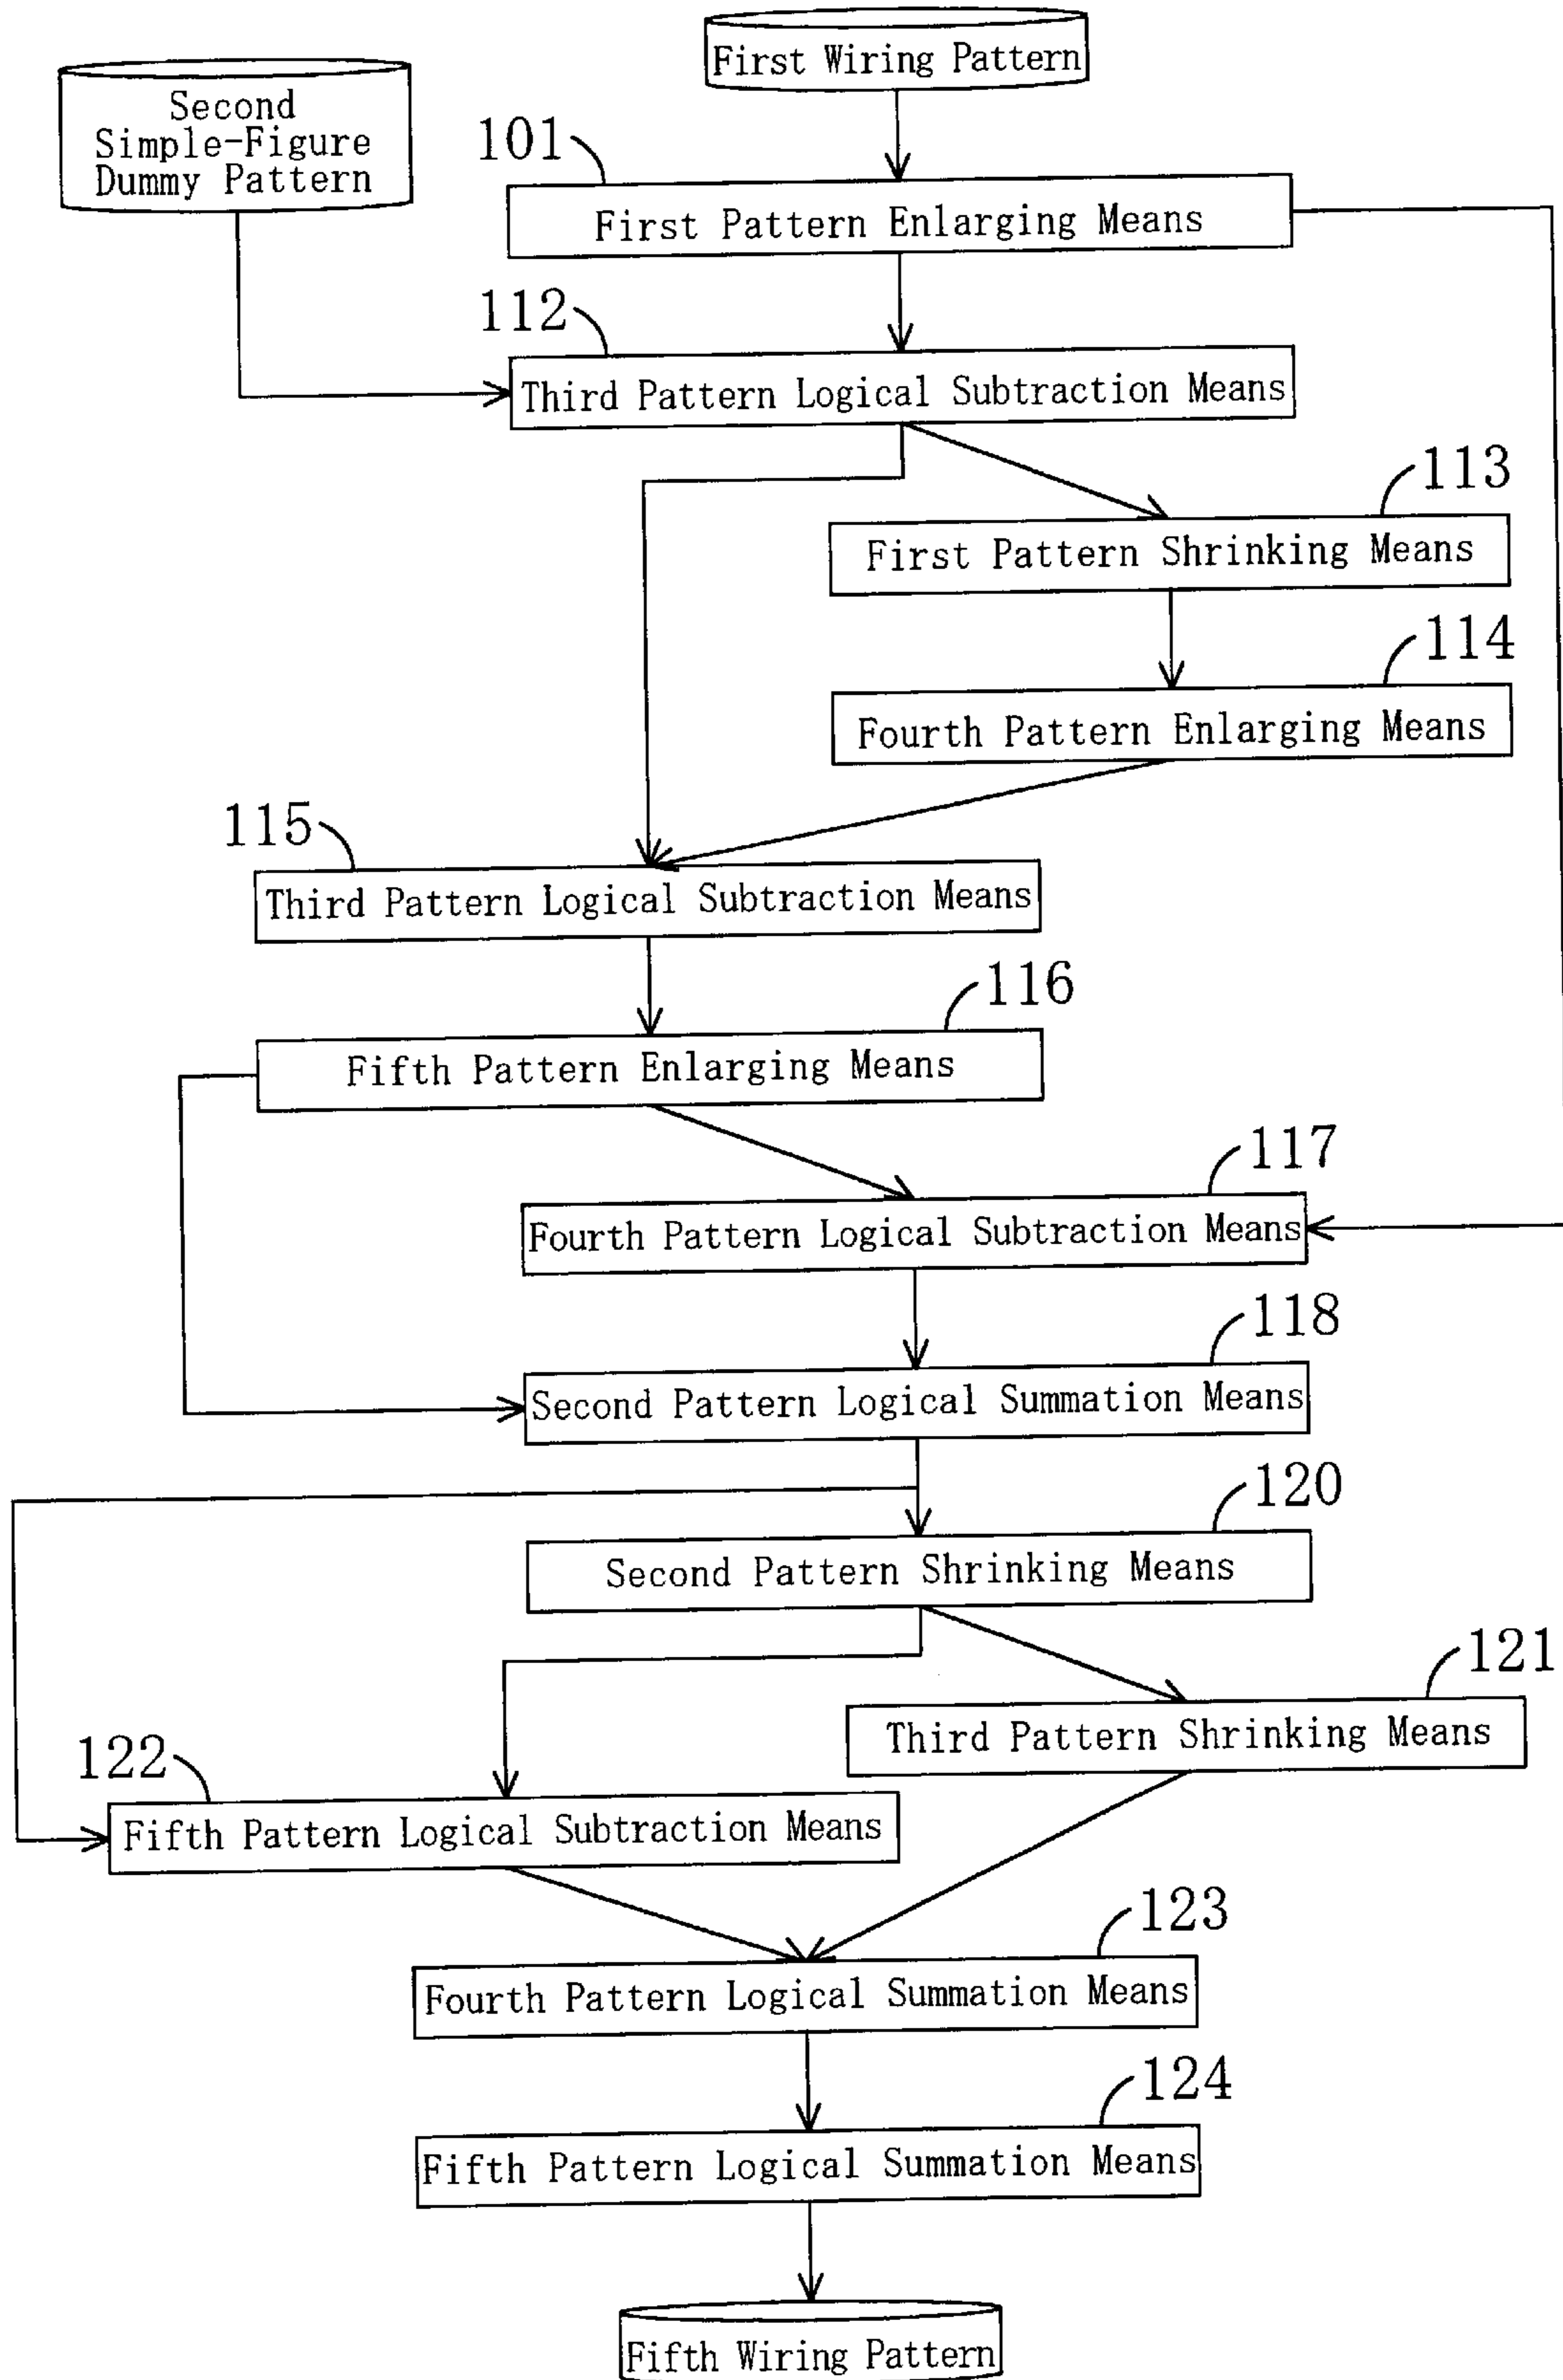 First Wiring Pattern
Second
Simple-Figure
Dummy Pattern
101
First Pattern Enlarging Means
112
Third Pattern Logical Subtraction Means
113
First Pattern Shrinking Means
114
Fourth Pattern Enlarging Means
115
Third Pattern Logical Subtraction Means
116
Fifth Pattern Enlarging Means
117
Fourth Pattern Logical Subtraction Means
118
Second Pattern Logical Summation Means
120
Second Pattern Shrinking Means
121
Third Pattern Shrinking Means
122
Fifth Pattern Logical Subtraction Means
123
Fourth Pattern Logical Summation Means
124
Fifth Pattern Logical Summation Means
Fifth Wiring Pattern